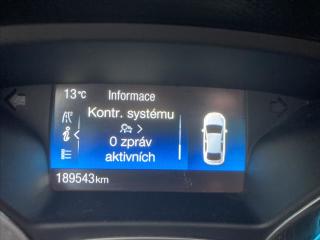 13°C Informace
Kontr. systému
0 zpráv
aktivních
189543km